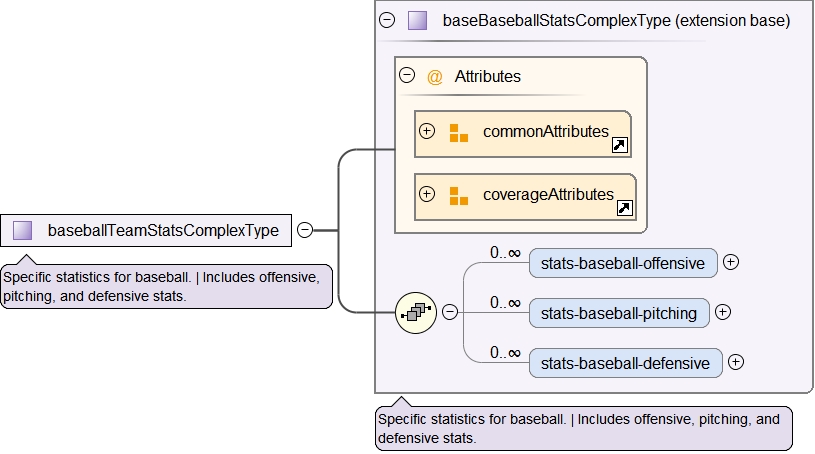 baseBaseballStatsComplexType (extension base)
@ Attributes
commonAttributes
coverageAttributes
baseballTeamStatsComplexType
Specific statistics for baseball. | Includes offensive,
pitching, and defensive stats.
0..∞
stats-baseball-offensive
0..∞
stats-baseball-pitching
0..∞
stats-baseball-defensive
Specific statistics for baseball. | Includes offensive, pitching, and
defensive stats.